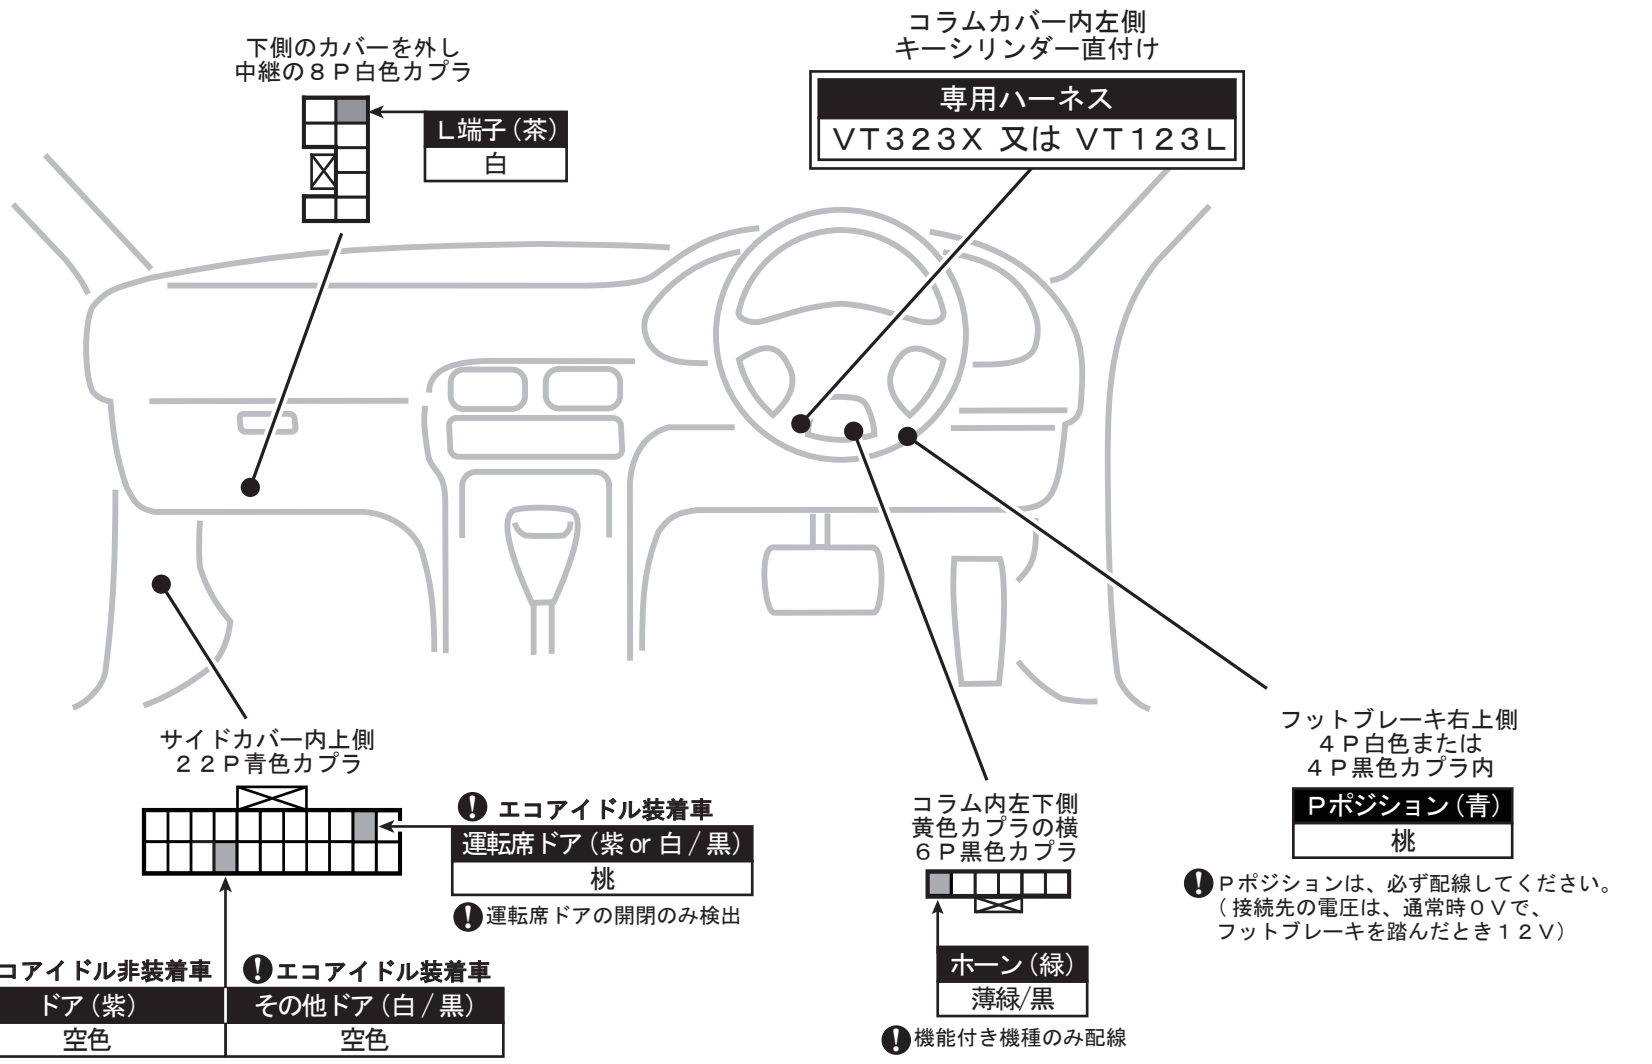 コラムカバー内左側
キーシリンダー直付け
専用ハーネス
ＶＴ３２３Ｘ 又は ＶＴ１２３Ｌ
下側のカバーを外し
中継の８Ｐ白色カプラ
Ｌ端子（茶）
白
サイドカバー内上側
２２Ｐ青色カプラ
エコアイドル装着車
運転席ドア（紫 or 白 / 黒）
桃
運転席ドアの開閉のみ検出
コアイドル非装着車
ドア（紫）
空色
エコアイドル装着車
その他ドア（白 / 黒）
空色
コラム内左下側
黄色カプラの横
６Ｐ黒色カプラ
ホーン（緑）
薄緑/黒
機能付き機種のみ配線
フットブレーキ右上側
４Ｐ白色または
４Ｐ黒色カプラ内
Ｐポジション（青）
桃
Ｐポジションは、必ず配線してください。
（ 接続先の電圧は、通常時０Ｖで、
フットブレーキを踏んだとき１２Ｖ）